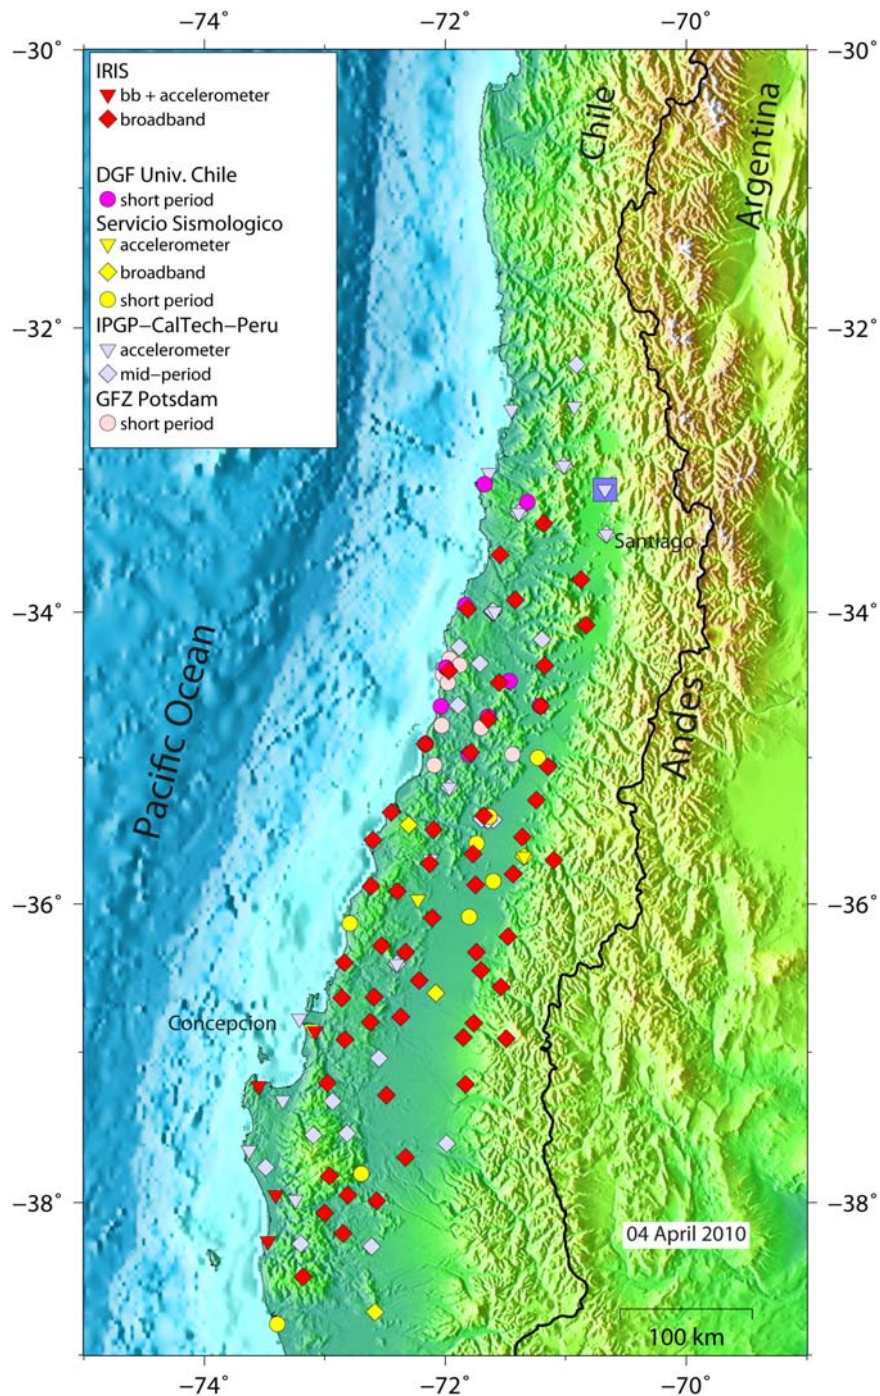 −74° −72° −70°
−30° −30°
IRIS
bb + accelerometer
broadband
DGF Univ. Chile
short period
Servicio Sismologico
accelerometer
broadband
short period
IPGP−CalTech−Peru
accelerometer
mid−period
GFZ Potsdam
short period
Chile
Argentina
−32° −32°
Santiago
−34° −34°
Pacific Ocean
Andes
−36° −36°
Concepcion
−38° −38°
04 April 2010
100 km
−74° −72° −70°